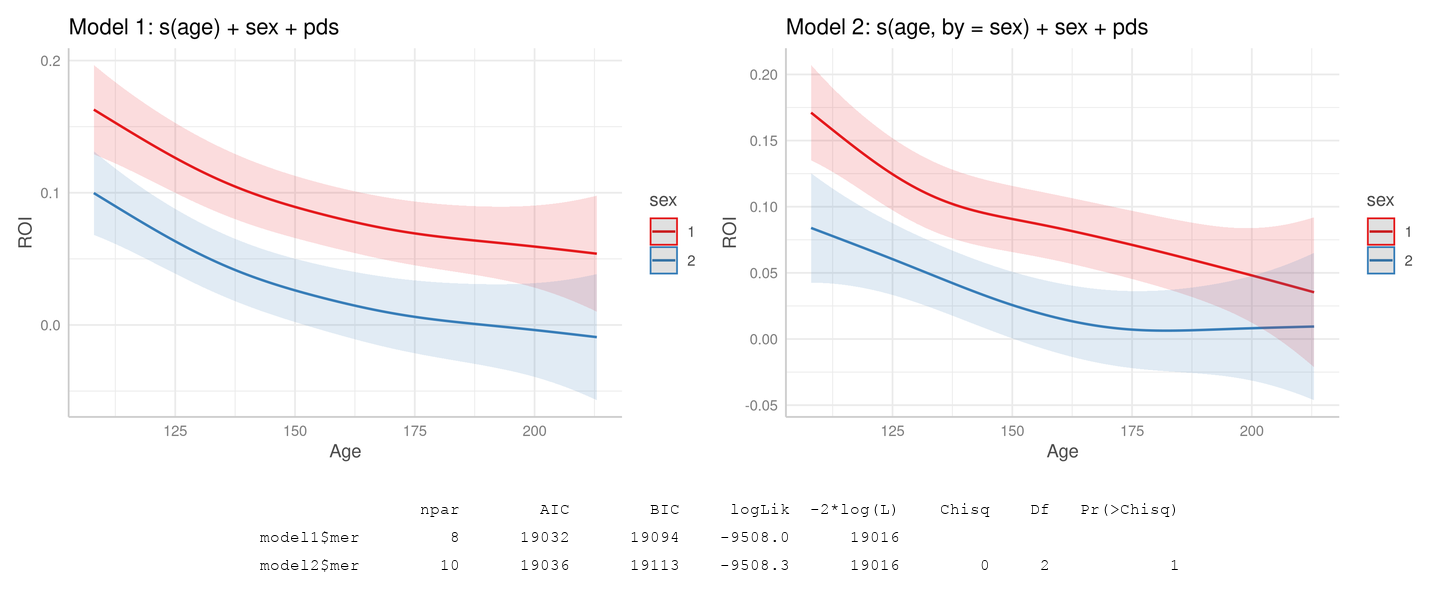 Model 1: s(age) + sex + pds
0.2
0.1
0.0
ROI
125 150 175 200
Age
sex
1
2
Model 2: s(age, by = sex) + sex + pds
0.20
0.15
0.10
0.05
0.00
-0.05
ROI
125 150 175 200
Age
sex
1
2
npar AIC BIC logLik -2*log(L) Chisq Df Pr(>Chisq)
model1$mer 8 19032 19094 -9508.0 19016
model2$mer 10 19036 19113 -9508.3 19016 0 2 1